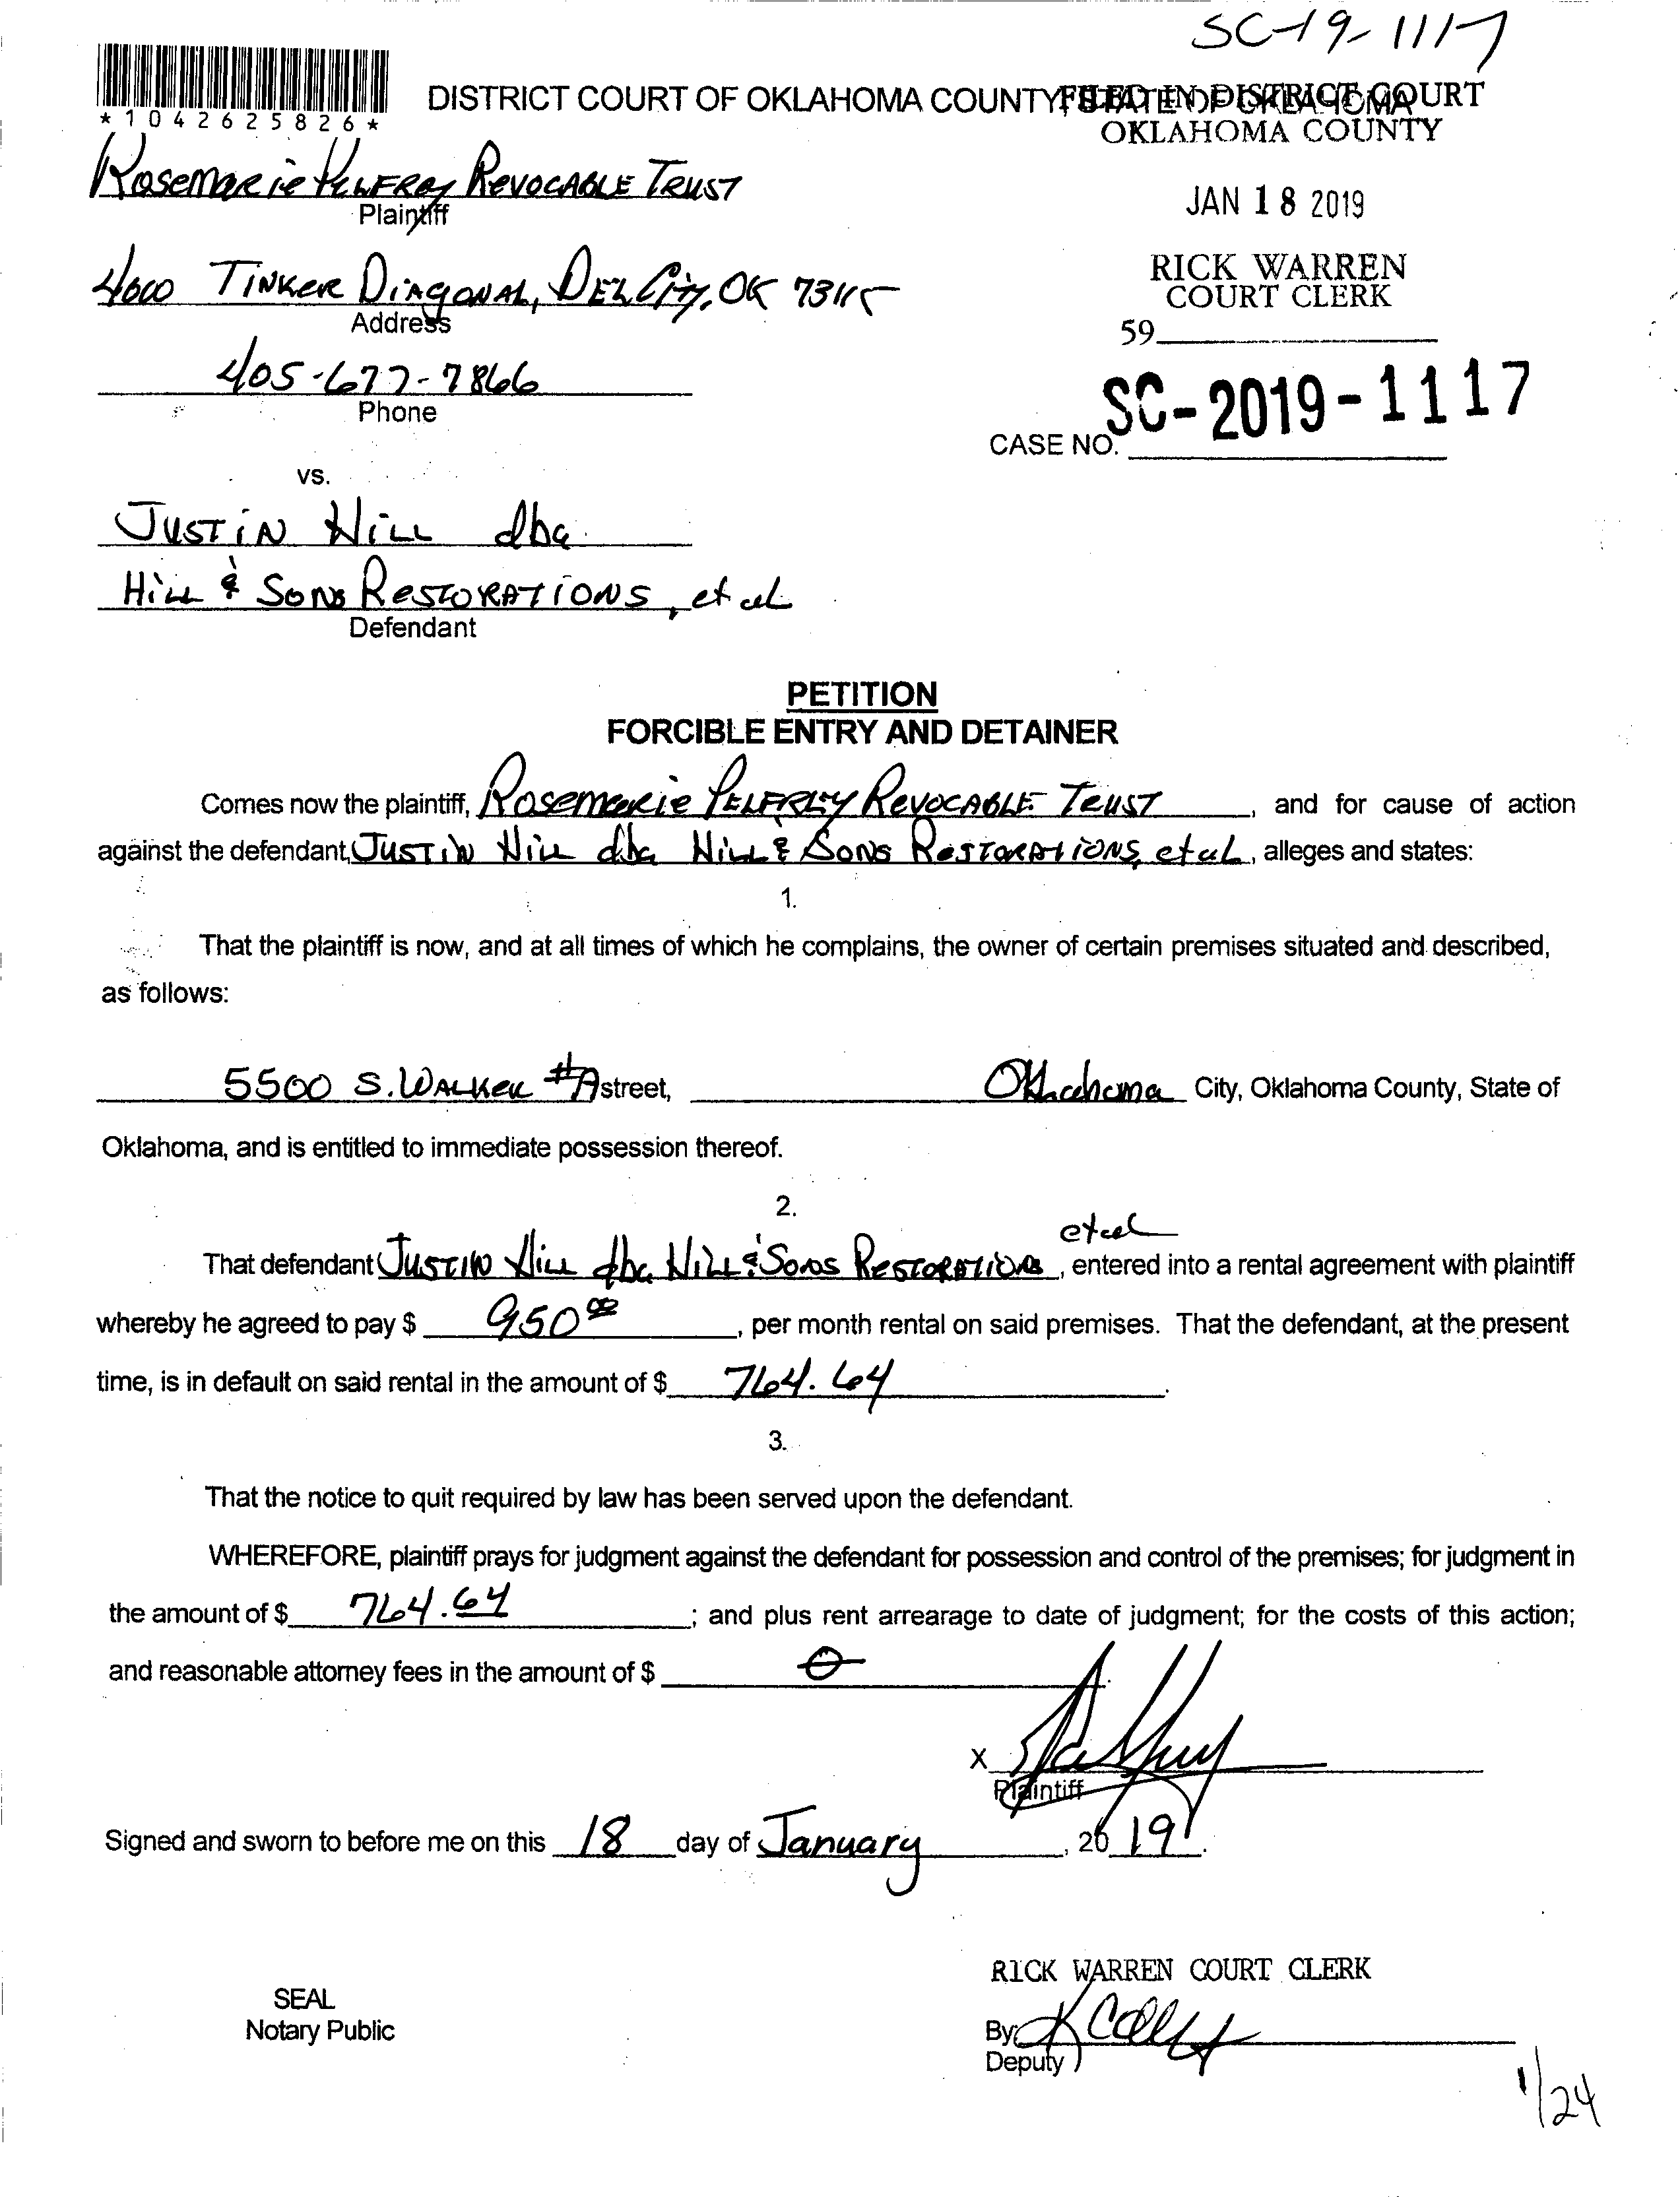 SC-19-1117
*1042625826*
DISTRICT COURT OF OKLAHOMA COUNTY, STATE OF OKLAHOMA
FILED IN DISTRICT COURT
OKLAHOMA COUNTY
JAN 18 2019
RICK WARREN
COURT CLERK
59
Rosemarie Pelfrey Revocable Trust
Plaintiff
4000 Tinker Diagonal, Del City, OK 73115
Address
405-677-7866
Phone
SC-2019-1117
CASE NO.
vs.
Justin Hill dba
Hill & Sons Restorations, et al
Defendant
PETITION
FORCIBLE ENTRY AND DETAINER
Comes now the plaintiff, Rosemarie Pelfrey Revocable Trust, and for cause of action
against the defendant, Justin Hill dba Hill & Sons Restorations, et al, alleges and states:
1.
That the plaintiff is now, and at all times of which he complains, the owner of certain premises situated and described,
as follows:
5500 S. Walker #A street, Oklahoma City, Oklahoma County, State of
Oklahoma, and is entitled to immediate possession thereof.
2.
et al
That defendant Justin Hill dba Hill & Sons Restorations, entered into a rental agreement with plaintiff
whereby he agreed to pay $ 950 00, per month rental on said premises. That the defendant, at the present
time, is in default on said rental in the amount of $ 764.64.
3.
That the notice to quit required by law has been served upon the defendant.
WHEREFORE, plaintiff prays for judgment against the defendant for possession and control of the premises; for judgment in
the amount of $ 764.64; and plus rent arrearage to date of judgment; for the costs of this action;
and reasonable attorney fees in the amount of $ 0.
X
Plaintiff
Signed and sworn to before me on this 18 day of January, 2019.
RICK WARREN COURT CLERK
SEAL
Notary Public
By
Deputy
1/24